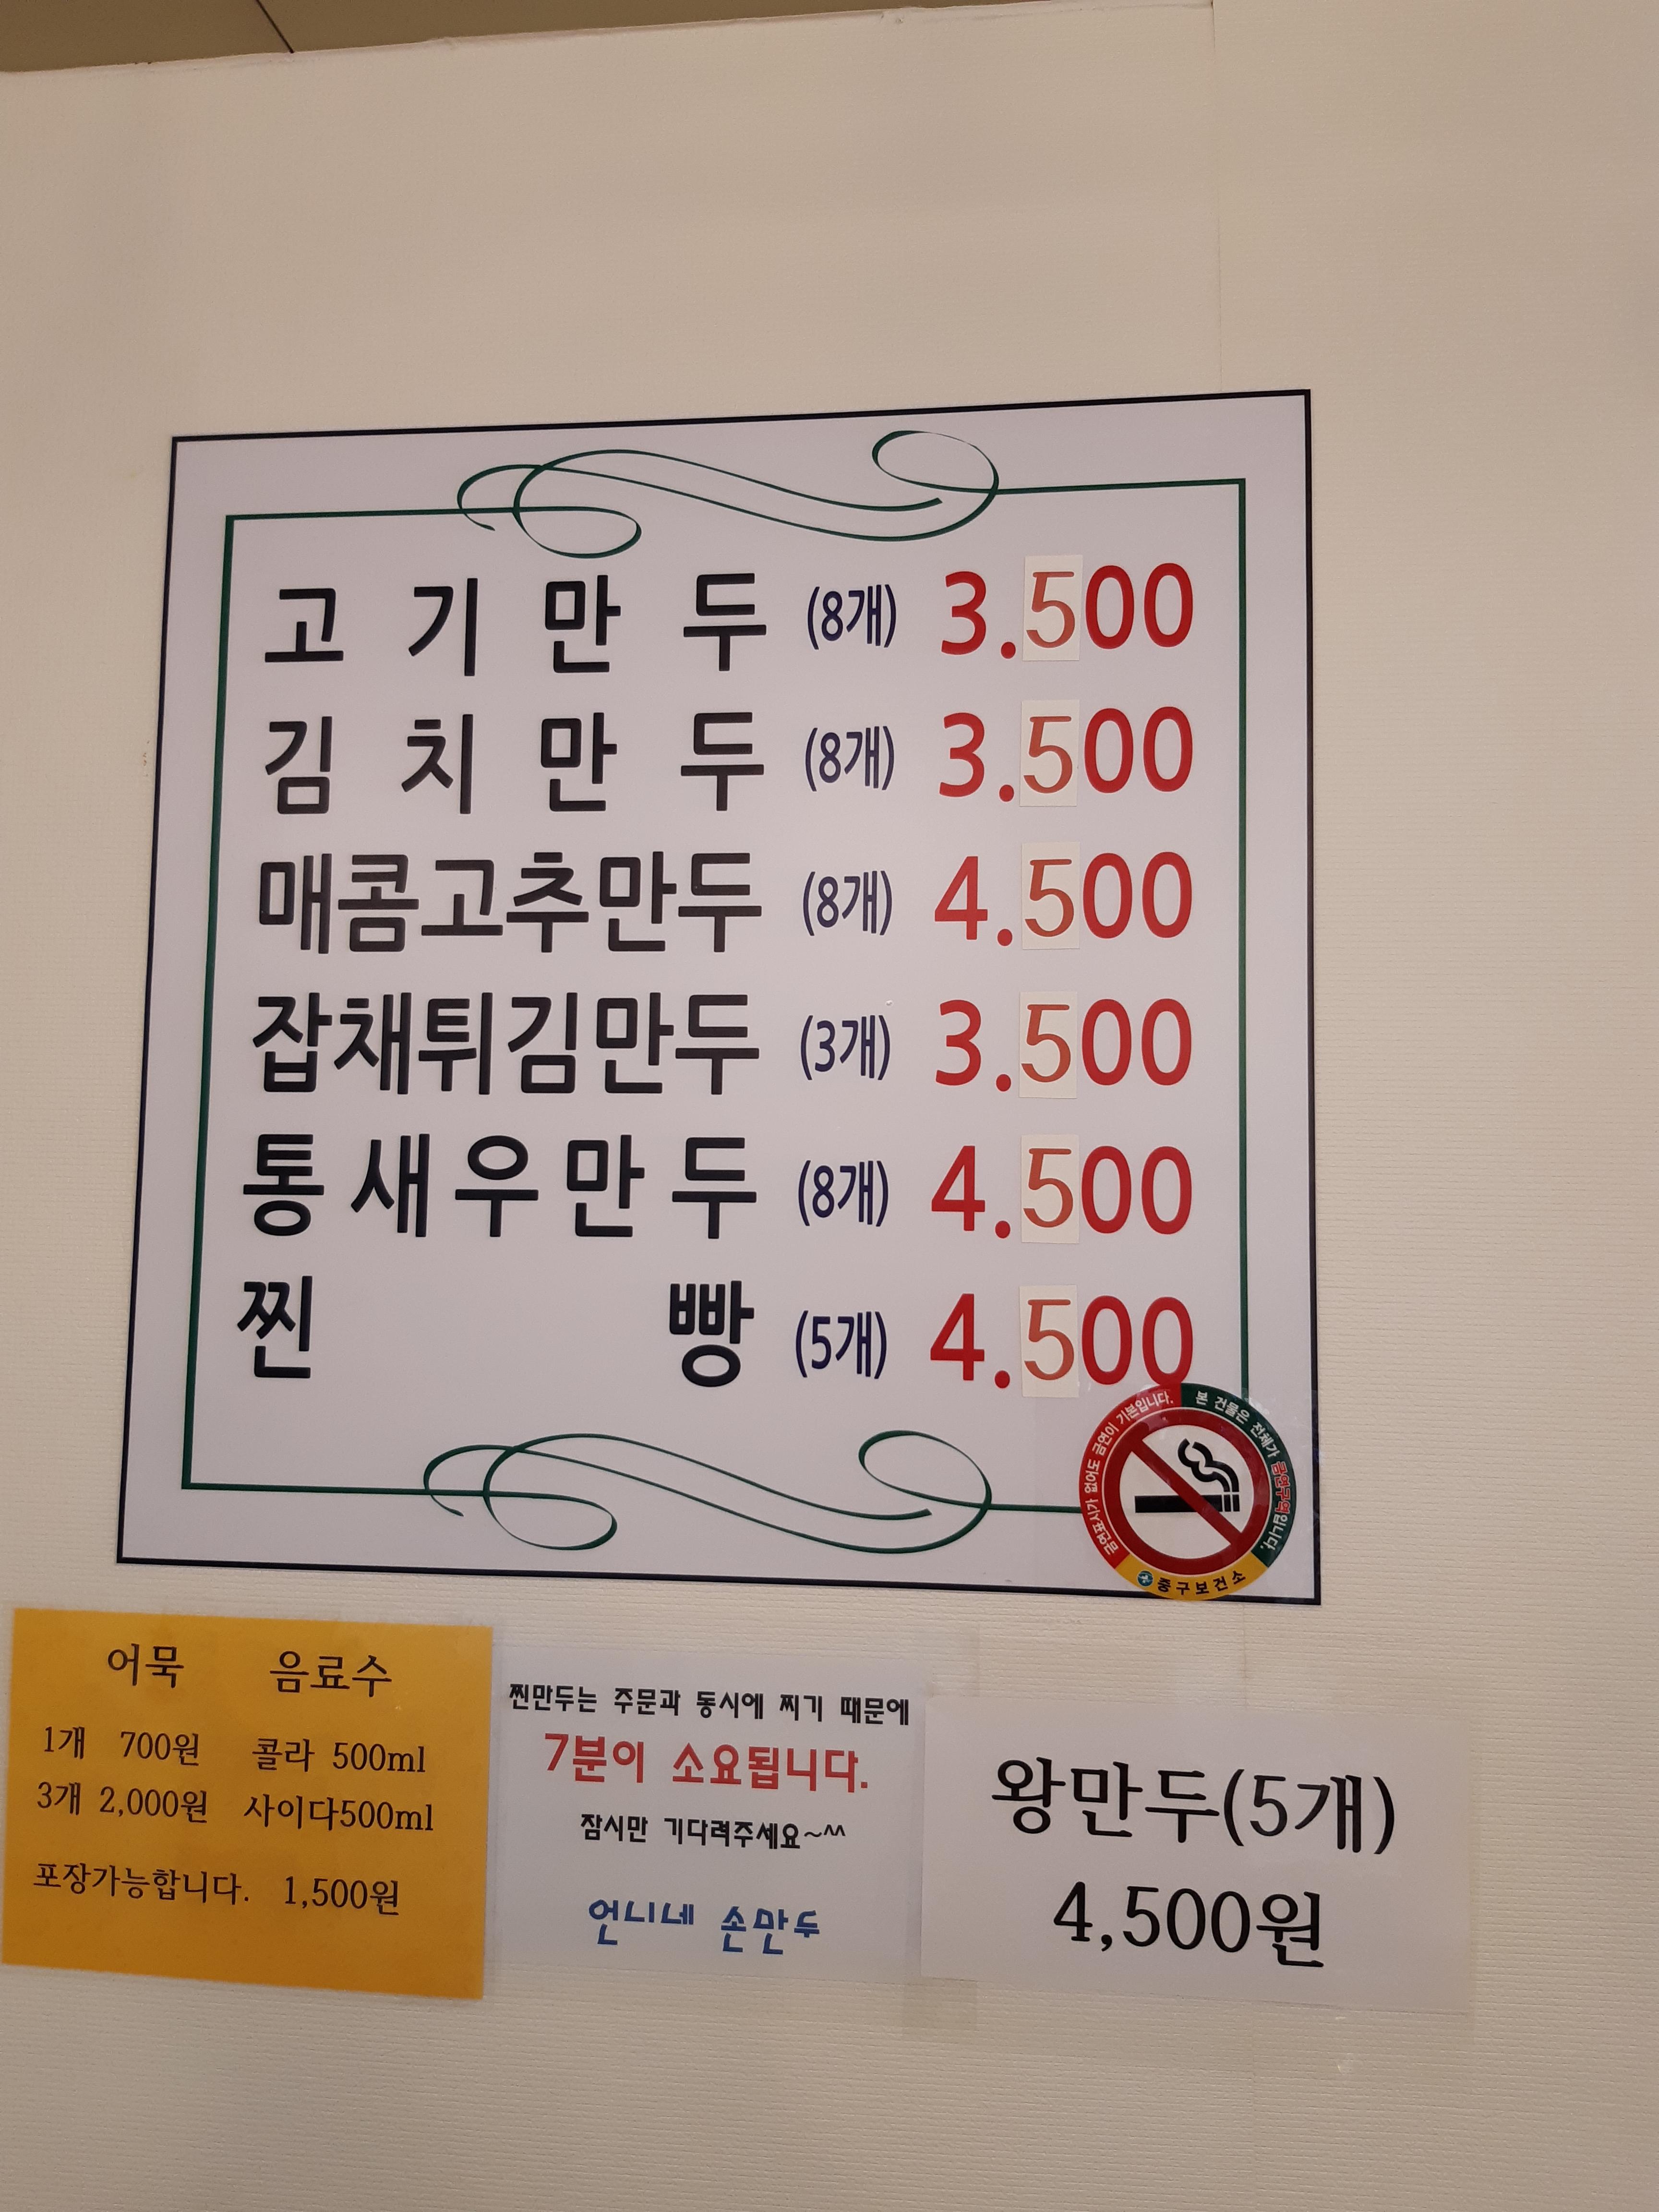 고기만두 (8개) 3.500
김치만두 (8개) 3.500
매콤고추만두 (8개) 4.500
잡채튀김만두 (3개) 3.500
통새우만두 (8개) 4.500
찐빵 (5개) 4.500
금연표시가 없어도 금연이 기본입니다.
본 건물은 전체가 금연구역입니다.
중구보건소
어묵 음료수
1개 700원 콜라 500ml
3개 2,000원 사이다500ml
포장가능합니다. 1,500원
찐만두는 주문과 동시에 찌기 때문에
7분이 소요됩니다.
잠시만 기다려주세요~^^
언니네 손만두
왕만두(5개)
4,500원